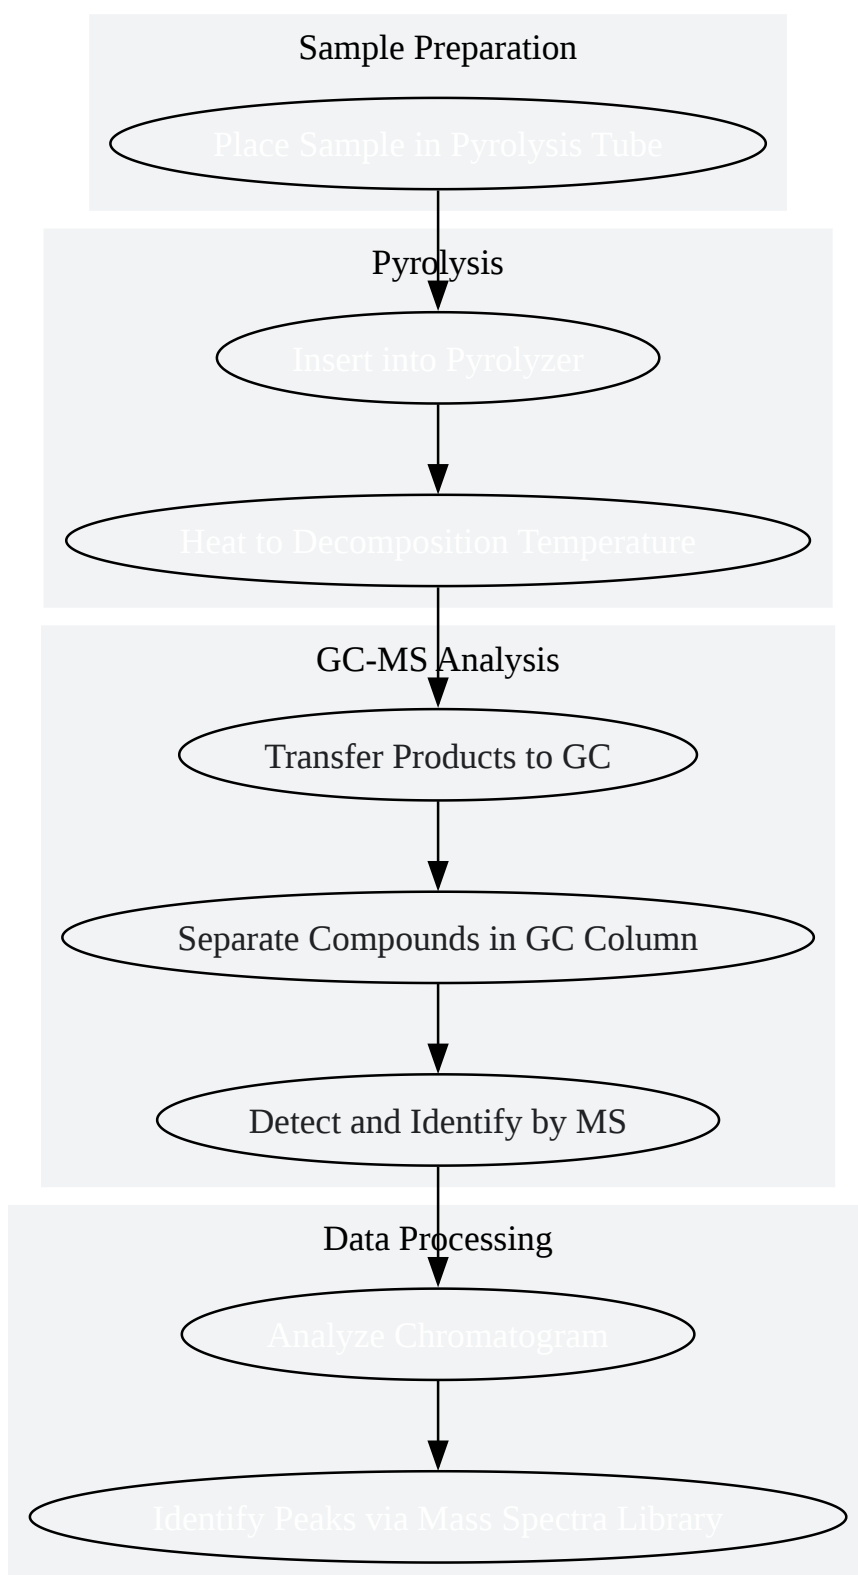 Sample Preparation
Place Sample in Pyrolysis Tube
Pyrolysis
Insert into Pyrolyzer
Heat to Decomposition Temperature
GC-MS Analysis
Transfer Products to GC
Separate Compounds in GC Column
Detect and Identify by MS
Data Processing
Analyze Chromatogram
Identify Peaks via Mass Spectra Library